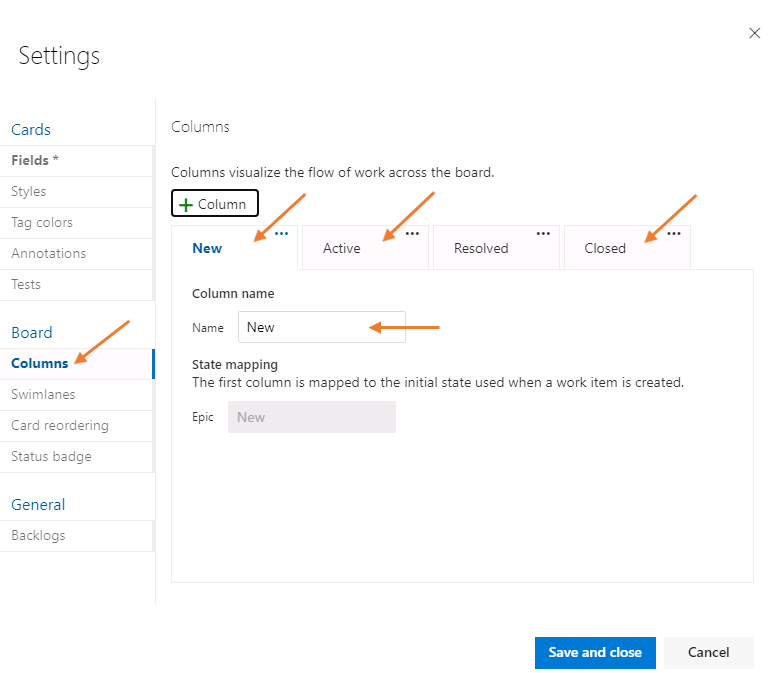 Settings
Cards
Fields *
Styles
Tag colors
Annotations
Tests
Board
Columns
Swimlanes
Card reordering
Status badge
General
Backlogs
Columns
Columns visualize the flow of work across the board.
+ Column
New ... Active ... Resolved ... Closed ...
Column name
Name New
State mapping
The first column is mapped to the initial state used when a work item is created.
Epic New
Save and close Cancel